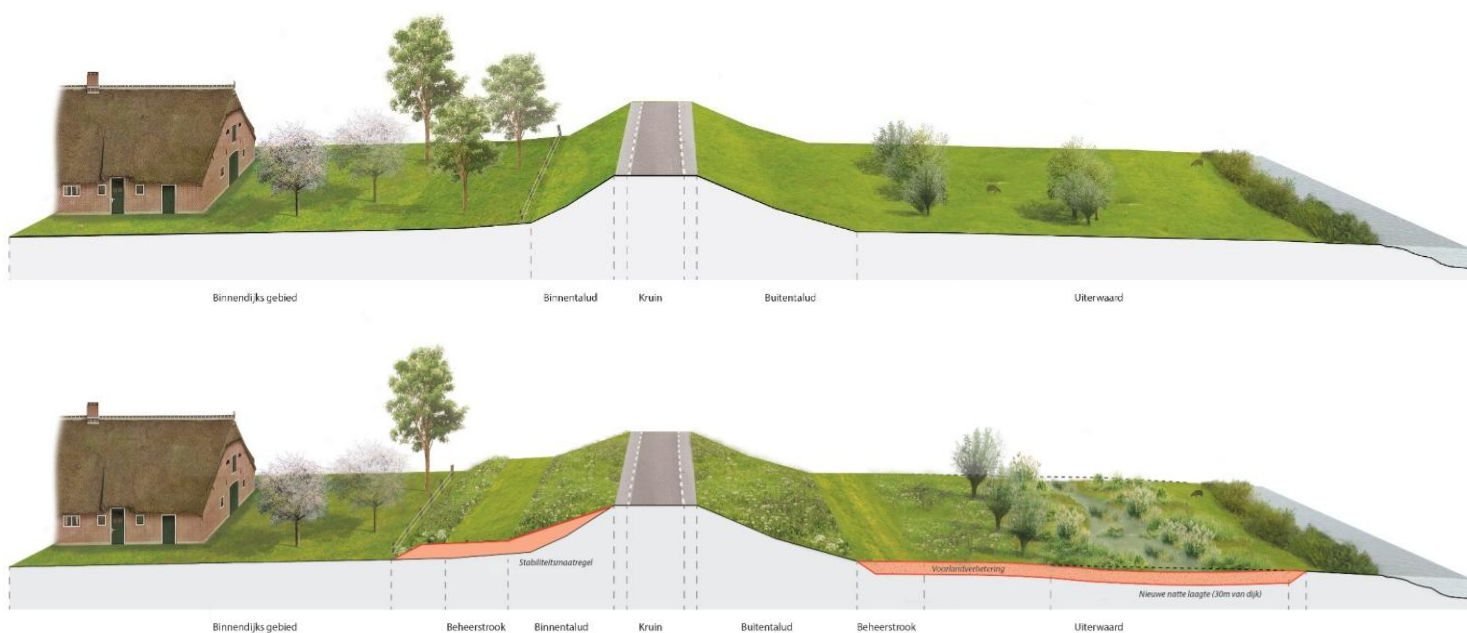 Binnendijks gebied
Binnentalud
Kruin
Buitentalud
Uiterwaard
Stabiliteitsmaatregel
Voorlandverbetering
Nieuwe natte laagte (30m van dijk)
Binnendijks gebied
Beheerstrook
Binnentalud
Kruin
Buitentalud
Beheerstrook
Uiterwaard